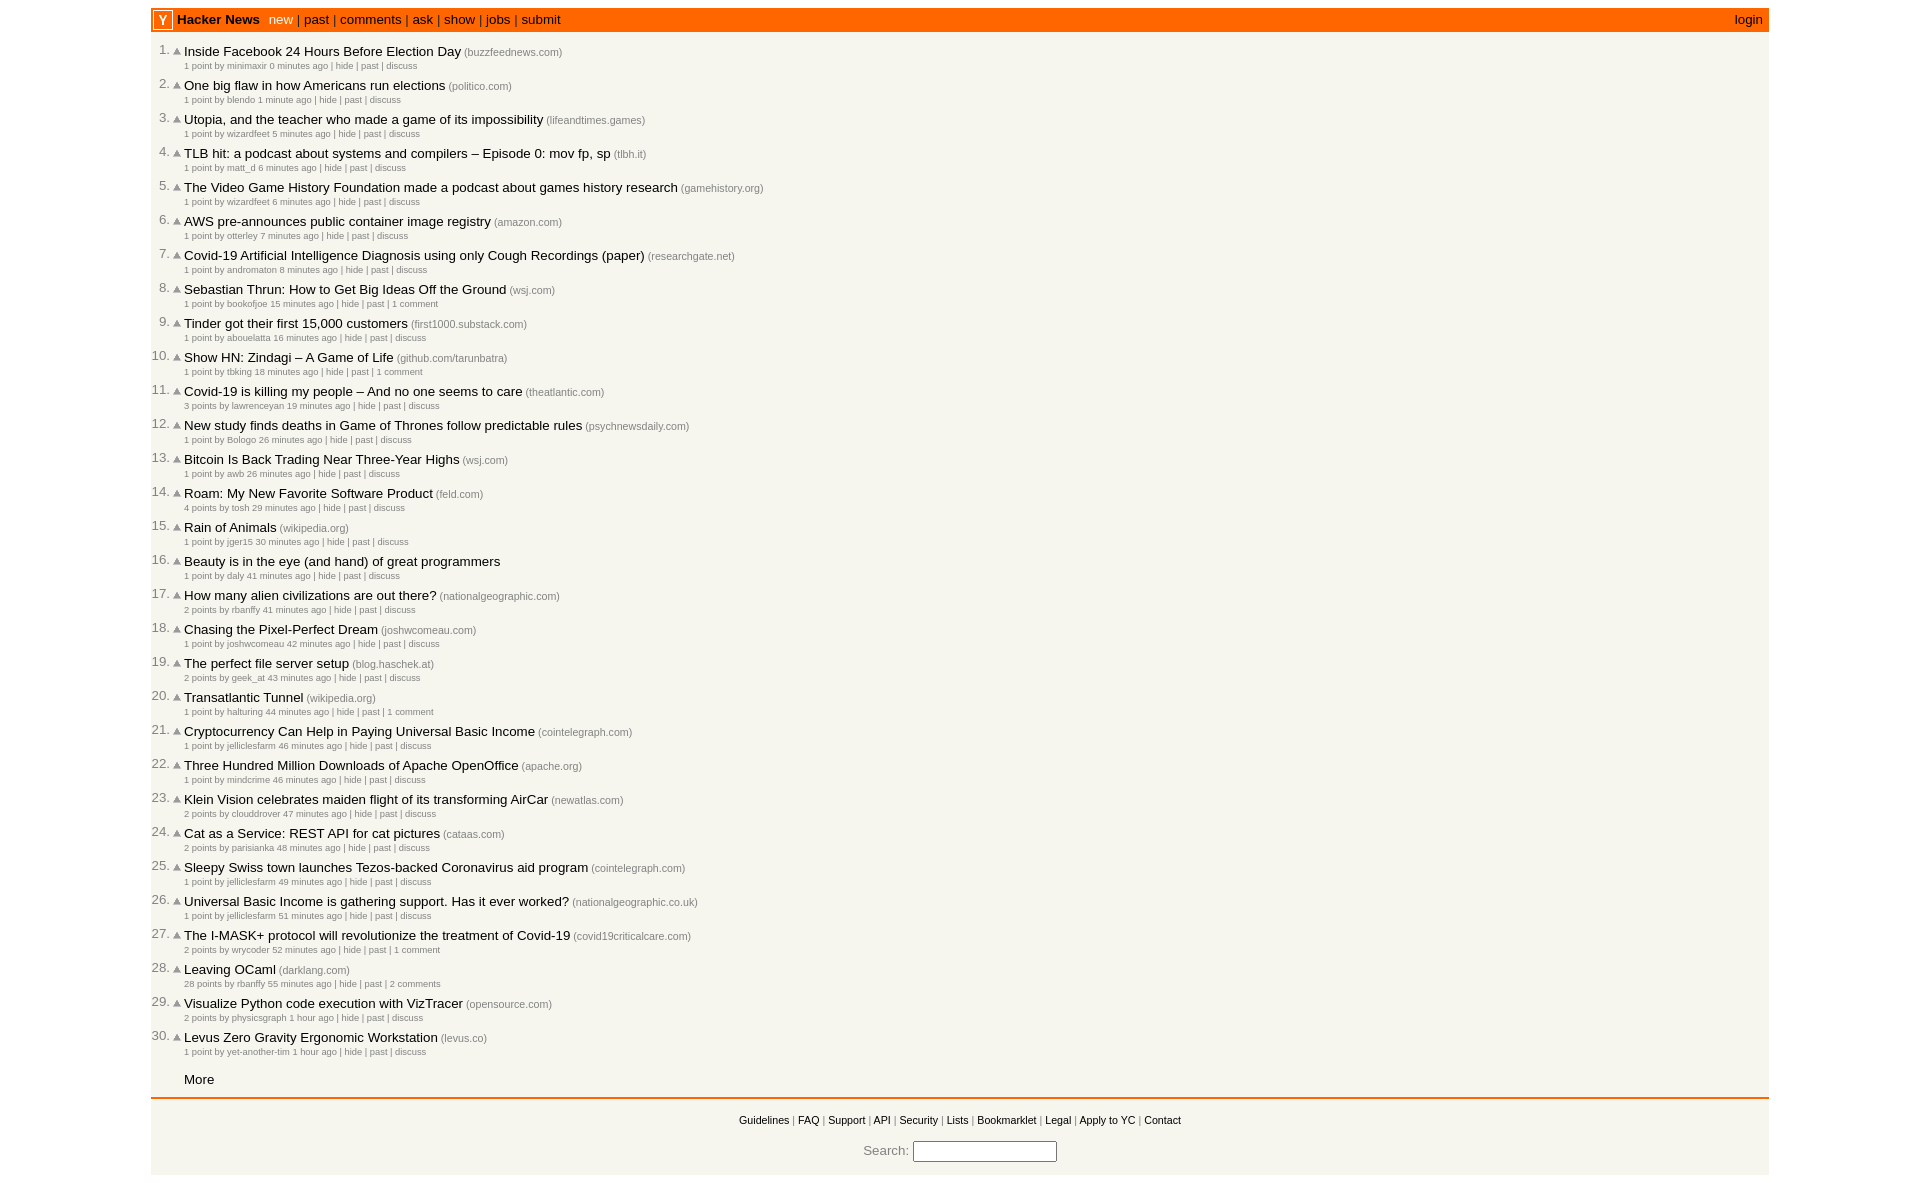 Y Hacker News new | past | comments | ask | show | jobs | submit login
1. Inside Facebook 24 Hours Before Election Day (buzzfeednews.com)
1 point by minimaxir 0 minutes ago | hide | past | discuss
2. One big flaw in how Americans run elections (politico.com)
1 point by blendo 1 minute ago | hide | past | discuss
3. Utopia, and the teacher who made a game of its impossibility (lifeandtimes.games)
1 point by wizardfeet 5 minutes ago | hide | past | discuss
4. TLB hit: a podcast about systems and compilers – Episode 0: mov fp, sp (tlbh.it)
1 point by matt_d 6 minutes ago | hide | past | discuss
5. The Video Game History Foundation made a podcast about games history research (gamehistory.org)
1 point by wizardfeet 6 minutes ago | hide | past | discuss
6. AWS pre-announces public container image registry (amazon.com)
1 point by otterley 7 minutes ago | hide | past | discuss
7. Covid-19 Artificial Intelligence Diagnosis using only Cough Recordings (paper) (researchgate.net)
1 point by andromaton 8 minutes ago | hide | past | discuss
8. Sebastian Thrun: How to Get Big Ideas Off the Ground (wsj.com)
1 point by bookofjoe 15 minutes ago | hide | past | 1 comment
9. Tinder got their first 15,000 customers (first1000.substack.com)
1 point by abouelatta 16 minutes ago | hide | past | discuss
10. Show HN: Zindagi – A Game of Life (github.com/tarunbatra)
1 point by tbking 18 minutes ago | hide | past | 1 comment
11. Covid-19 is killing my people – And no one seems to care (theatlantic.com)
3 points by lawrenceyan 19 minutes ago | hide | past | discuss
12. New study finds deaths in Game of Thrones follow predictable rules (psychnewsdaily.com)
1 point by Bologo 26 minutes ago | hide | past | discuss
13. Bitcoin Is Back Trading Near Three-Year Highs (wsj.com)
1 point by awb 26 minutes ago | hide | past | discuss
14. Roam: My New Favorite Software Product (feld.com)
4 points by tosh 29 minutes ago | hide | past | discuss
15. Rain of Animals (wikipedia.org)
1 point by jger15 30 minutes ago | hide | past | discuss
16. Beauty is in the eye (and hand) of great programmers
1 point by daly 41 minutes ago | hide | past | discuss
17. How many alien civilizations are out there? (nationalgeographic.com)
2 points by rbanffy 41 minutes ago | hide | past | discuss
18. Chasing the Pixel-Perfect Dream (joshwcomeau.com)
1 point by joshwcomeau 42 minutes ago | hide | past | discuss
19. The perfect file server setup (blog.haschek.at)
2 points by geek_at 43 minutes ago | hide | past | discuss
20. Transatlantic Tunnel (wikipedia.org)
1 point by halturing 44 minutes ago | hide | past | 1 comment
21. Cryptocurrency Can Help in Paying Universal Basic Income (cointelegraph.com)
1 point by jelliclesfarm 46 minutes ago | hide | past | discuss
22. Three Hundred Million Downloads of Apache OpenOffice (apache.org)
1 point by mindcrime 46 minutes ago | hide | past | discuss
23. Klein Vision celebrates maiden flight of its transforming AirCar (newatlas.com)
2 points by clouddrover 47 minutes ago | hide | past | discuss
24. Cat as a Service: REST API for cat pictures (cataas.com)
2 points by parisianka 48 minutes ago | hide | past | discuss
25. Sleepy Swiss town launches Tezos-backed Coronavirus aid program (cointelegraph.com)
1 point by jelliclesfarm 49 minutes ago | hide | past | discuss
26. Universal Basic Income is gathering support. Has it ever worked? (nationalgeographic.co.uk)
1 point by jelliclesfarm 51 minutes ago | hide | past | discuss
27. The I-MASK+ protocol will revolutionize the treatment of Covid-19 (covid19criticalcare.com)
2 points by wrycoder 52 minutes ago | hide | past | 1 comment
28. Leaving OCaml (darklang.com)
28 points by rbanffy 55 minutes ago | hide | past | 2 comments
29. Visualize Python code execution with VizTracer (opensource.com)
2 points by physicsgraph 1 hour ago | hide | past | discuss
30. Levus Zero Gravity Ergonomic Workstation (levus.co)
1 point by yet-another-tim 1 hour ago | hide | past | discuss
More
Guidelines | FAQ | Support | API | Security | Lists | Bookmarklet | Legal | Apply to YC | Contact
Search: